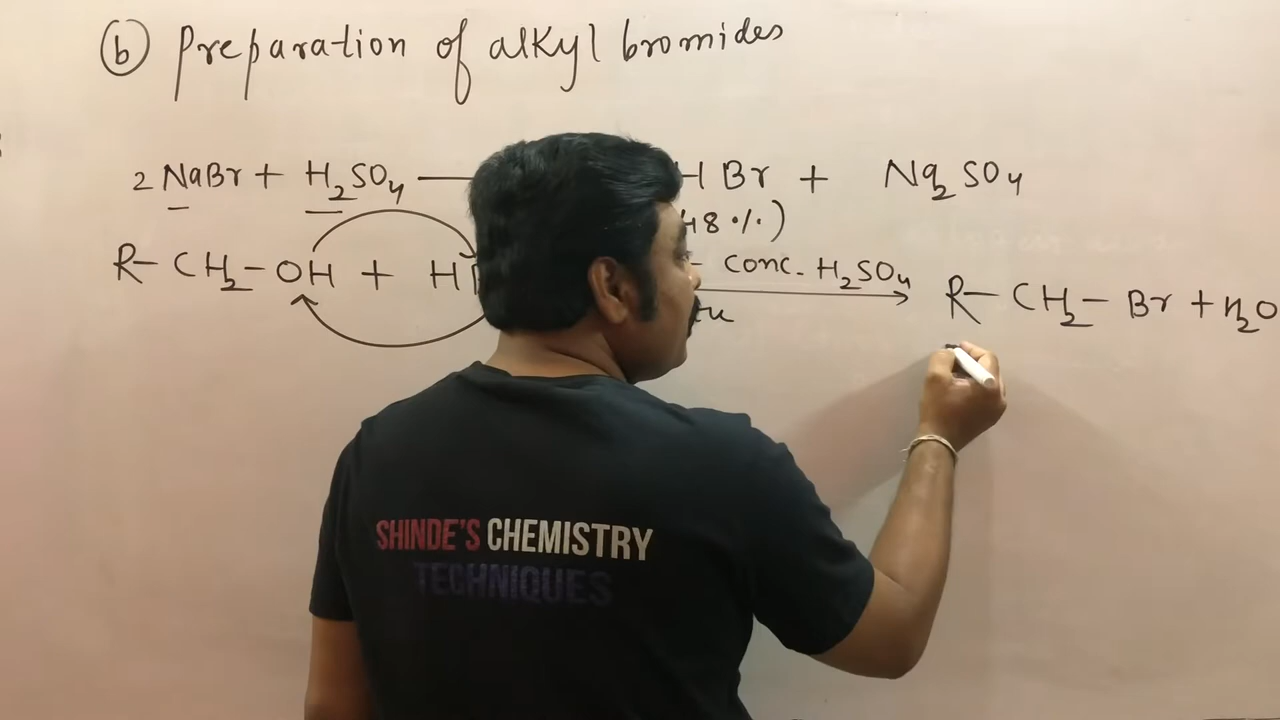 (b) Preparation of alkyl bromides
2 NaBr + H2SO4 — H Br + Na2SO4
48 %)
R – CH2 – OH + H conc. H2SO4 R – CH2 – Br + H2O
SHINDE'S CHEMISTRY
TECHNIQUES